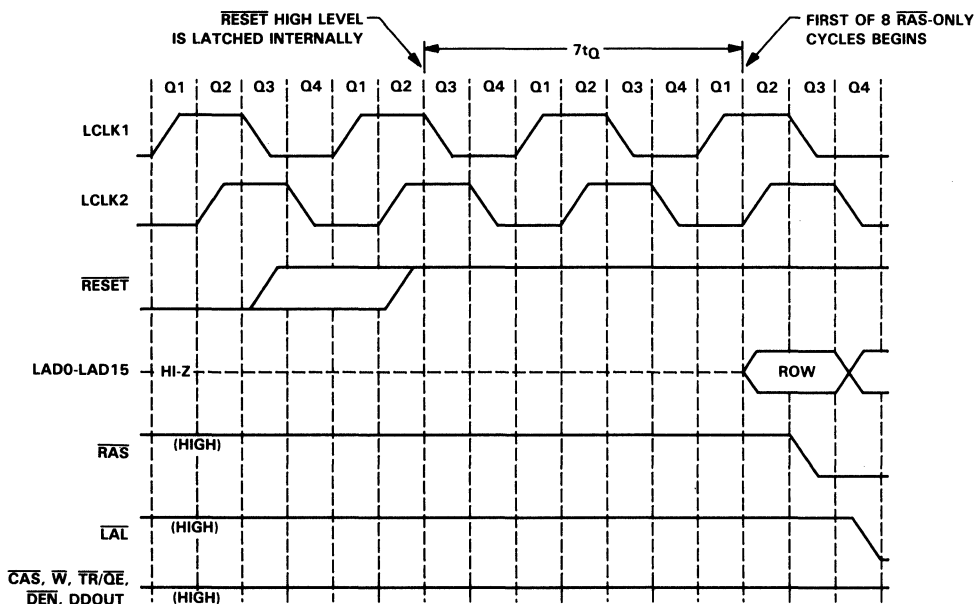 RESET HIGH LEVEL
IS LATCHED INTERNALLY
FIRST OF 8 RAS-ONLY
CYCLES BEGINS
7tQ
Q1 Q2 Q3 Q4 Q1 Q2 Q3 Q4 Q1 Q2 Q3 Q4 Q1 Q2 Q3 Q4
LCLK1
LCLK2
RESET
LAD0-LAD15 HI-Z ROW
RAS (HIGH)
LAL (HIGH)
CAS, W, TR/QE,
DEN, DDOUT (HIGH)